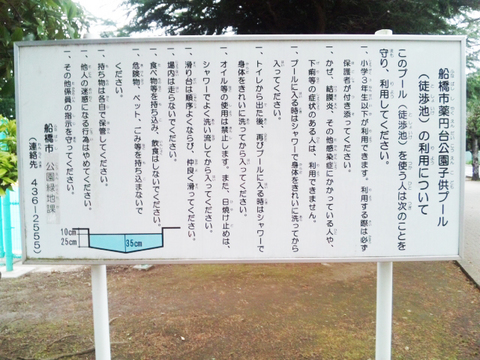 船橋市薬円台公園子供プール
（徒渉池）の利用について
このプール（徒渉池）を使う人は次のことを
守り、利用してください。
一、小学３年生以下が利用できます。利用する際は必ず
保護者が付き添ってください。
一、かぜ、結膜炎、その他感染症にかかっている人や、
下痢等の症状のある人は、利用できません。
一、プールに入る時はシャワーで身体をきれいに洗ってから
入ってください。
一、トイレから出た後、再びプールに入る時はシャワーで
身体をきれいに洗ってから入ってください。
一、オイル等の使用は禁止します。また、日焼け止めは、
シャワーでよく洗い流してから入ってください。
一、滑り台は順序よくならび、仲良く滑ってください。
一、場内は走らないでください。
一、食べ物等を持ち込み、飲食はしないでください。
一、危険物、ペット、ごみ等を持ち込まないで
ください。
一、持ち物は各自で保管してください。
一、他人の迷惑になる行為はやめてください。
一、その他係員の指示を守ってください。
船橋市 公園緑地課
（連絡先 436-2555）
10cm
25cm
35cm